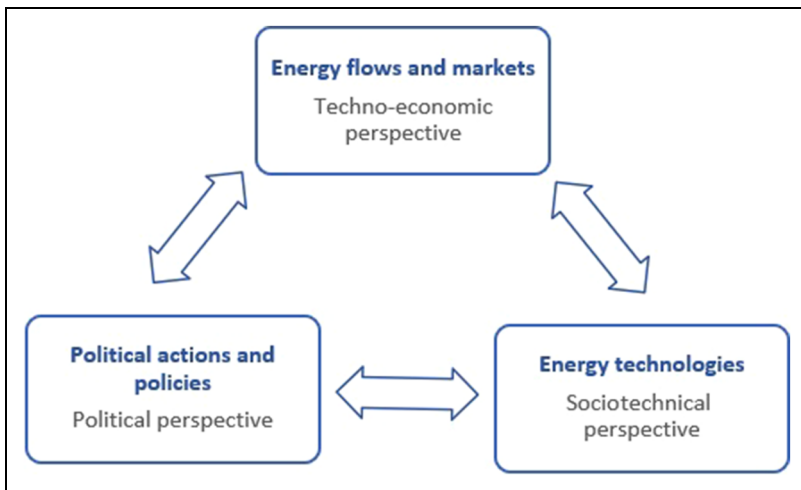 Energy flows and markets
Techno-economic
perspective
Political actions and
policies
Political perspective
Energy technologies
Sociotechnical
perspective